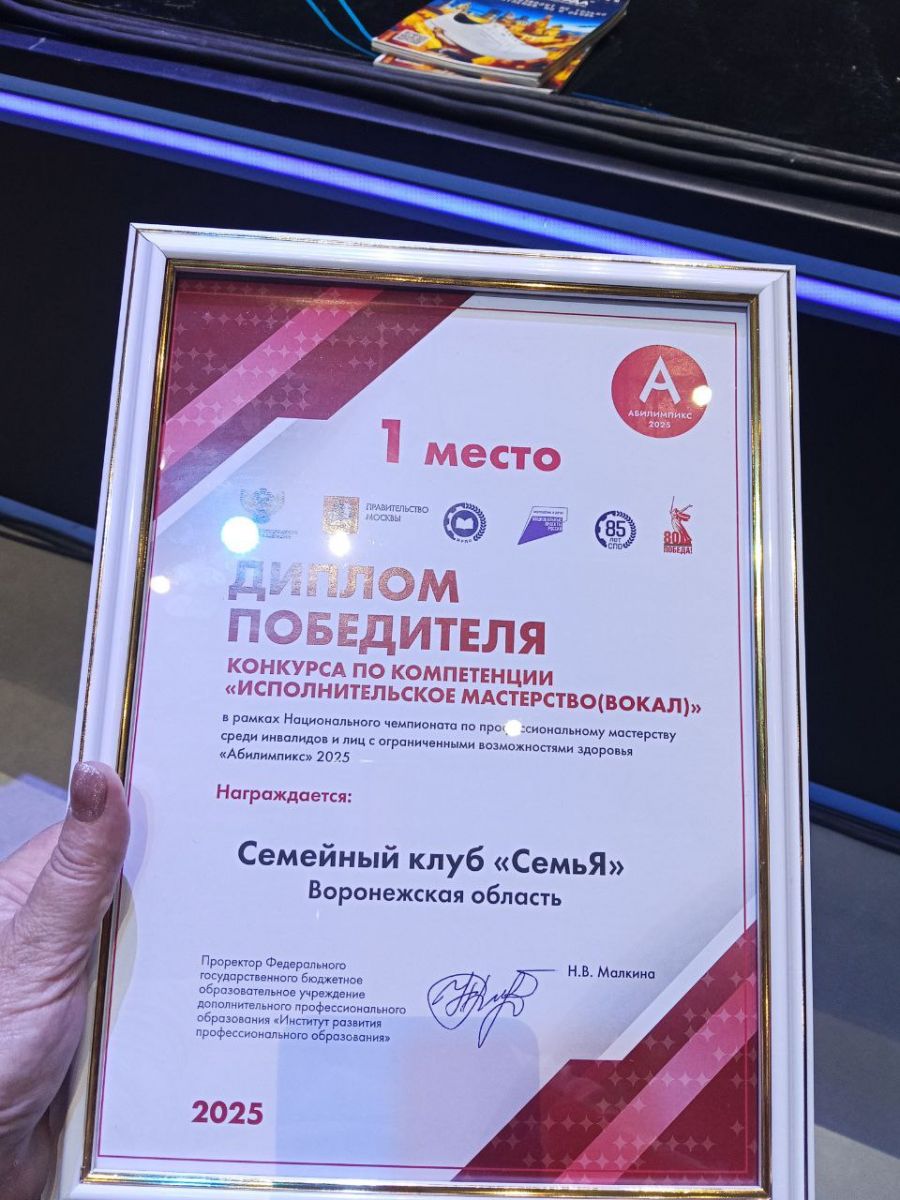 АБИЛИМПИКС
2025
1 место
ПРАВИТЕЛЬСТВО
МОСКВЫ
85
ЛЕТ
СПО
80
ПОБЕДА!
ДИПЛОМ
ПОБЕДИТЕЛЯ
КОНКУРСА ПО КОМПЕТЕНЦИИ
«ИСПОЛНИТЕЛЬСКОЕ МАСТЕРСТВО(ВОКАЛ)»
в рамках Национального чемпионата по профессиональному мастерству
среди инвалидов и лиц с ограниченными возможностями здоровья
«Абилимпикс» 2025
Награждается:
Семейный клуб «СемьЯ»
Воронежская область
Проректор Федерального
государственного бюджетное
образовательное учреждение
дополнительного профессионального
образования «Институт развития
профессионального образования»
Н.В. Малкина
2025